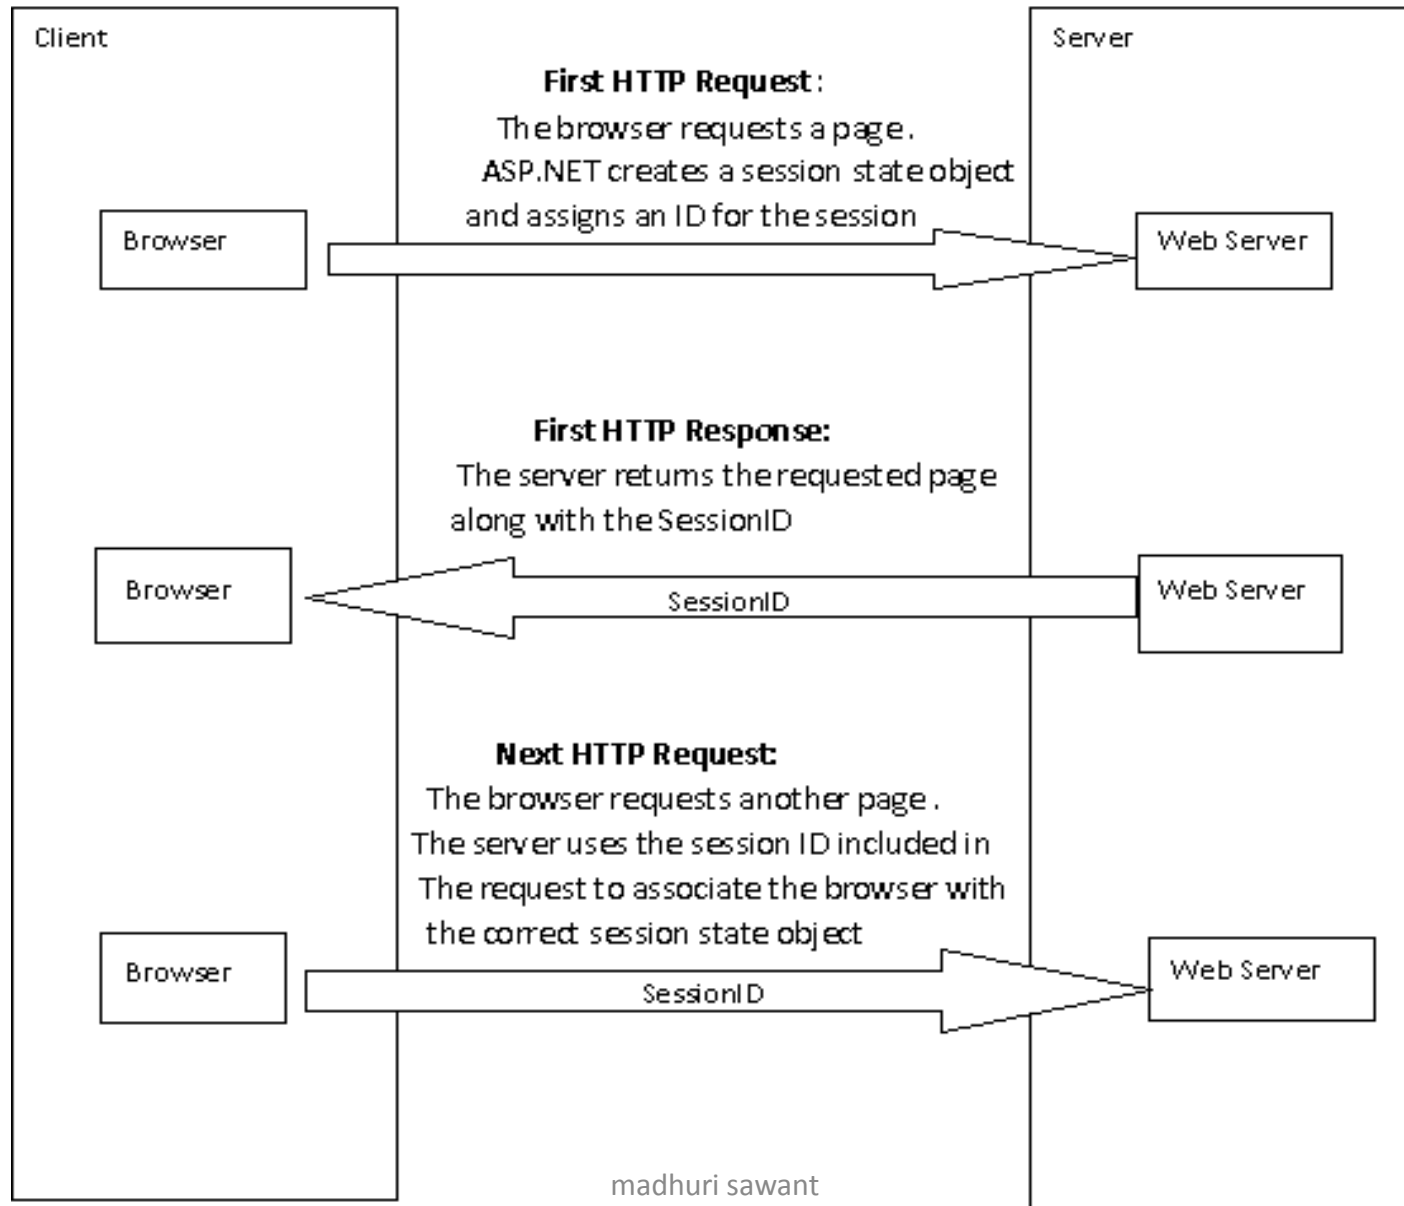 Client
Server
First HTTP Request :
The browser requests a page .
ASP.NET creates a session state object
and assigns an ID for the session
Browser
Web Server
First HTTP Response:
The server returns the requested page
along with the SessionID
Browser
SessionID
Web Server
Next HTTP Request:
The browser requests another page .
The server uses the session ID included in
The request to associate the browser with
the correct session state object
Browser
SessionID
Web Server
madhuri sawant